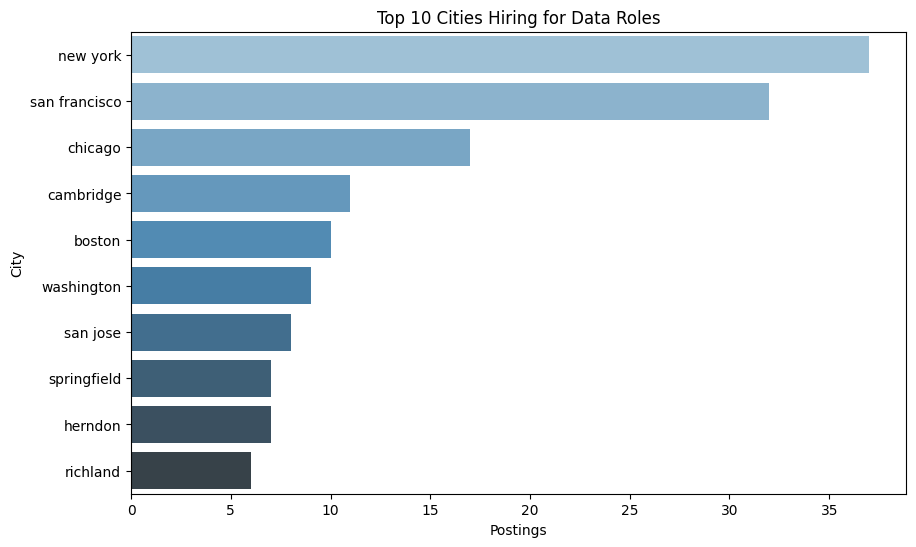 Top 10 Cities Hiring for Data Roles
new york
san francisco
chicago
cambridge
boston
washington
san jose
springfield
herndon
richland
City
0 5 10 15 20 25 30 35
Postings